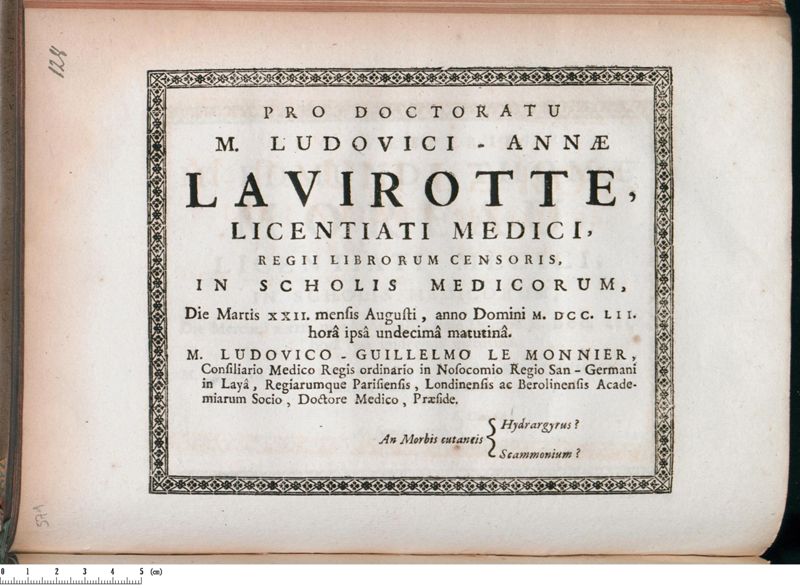 128
PRO DOCTORATU
M. LUDOVICI - ANNÆ
LAVIROTTE,
LICENTIATI MEDICI,
REGII LIBRORUM CENSORIS,
IN SCHOLIS MEDICORUM,
Die Martis XXII. mensis Augusti, anno Domini M. DCC. LII.
horâ ipsâ undecimâ matutinâ.
M. LUDOVICO - GUILLELMO LE MONNIER,
Consiliario Medico Regis ordinario in Nosocomio Regio San - Germani
in Layâ, Regiarumque Parisiensis, Londinensis ac Berolinensis Acade-
miarum Socio, Doctore Medico, Præside.
An Morbis cutaneis { Hydrargyrus ?
Scammonium ?
0 1 2 3 4 5 (cm)